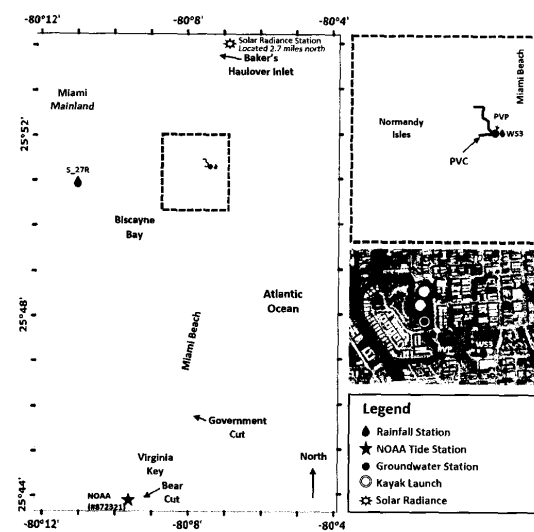 -80°12'
-80°8'
-80°4'
Solar Radiance Station
Located 2.7 miles north
Baker's
Haulover Inlet
Miami
Mainland
25°52'
S_27R
Biscayne
Bay
Atlantic
Ocean
25°48'
Miami Beach
Government
Cut
Virginia
Key
Bear
Cut
North
NOAA
(#872321)
25°44'
-80°12'
-80°8'
-80°4'
Miami Beach
Normandy
Isles
PVP
WS3
PVC
WS3
Legend
Rainfall Station
NOAA Tide Station
Groundwater Station
Kayak Launch
Solar Radiance